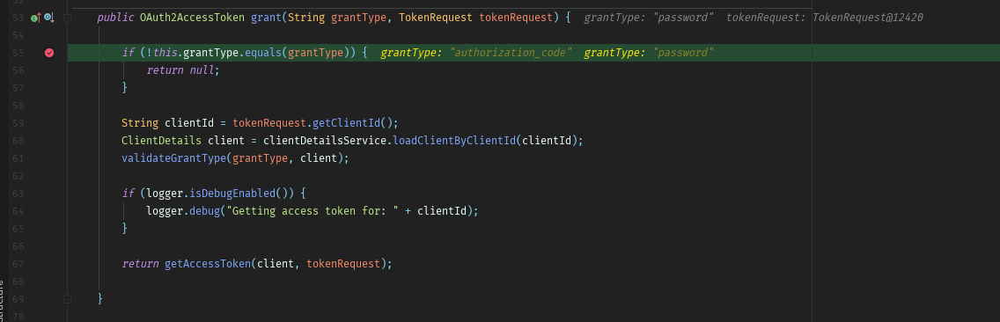 53 public OAuth2AccessToken grant(String grantType, TokenRequest tokenRequest) { grantType: "password" tokenRequest: TokenRequest@12420
54
55 if (!this.grantType.equals(grantType)) { grantType: "authorization_code" grantType: "password"
56 return null;
57 }
58
59 String clientId = tokenRequest.getClientId();
60 ClientDetails client = clientDetailsService.loadClientByClientId(clientId);
61 validateGrantType(grantType, client);
62
63 if (logger.isDebugEnabled()) {
64 logger.debug("Getting access token for: " + clientId);
65 }
66
67 return getAccessToken(client, tokenRequest);
68
69 }
70